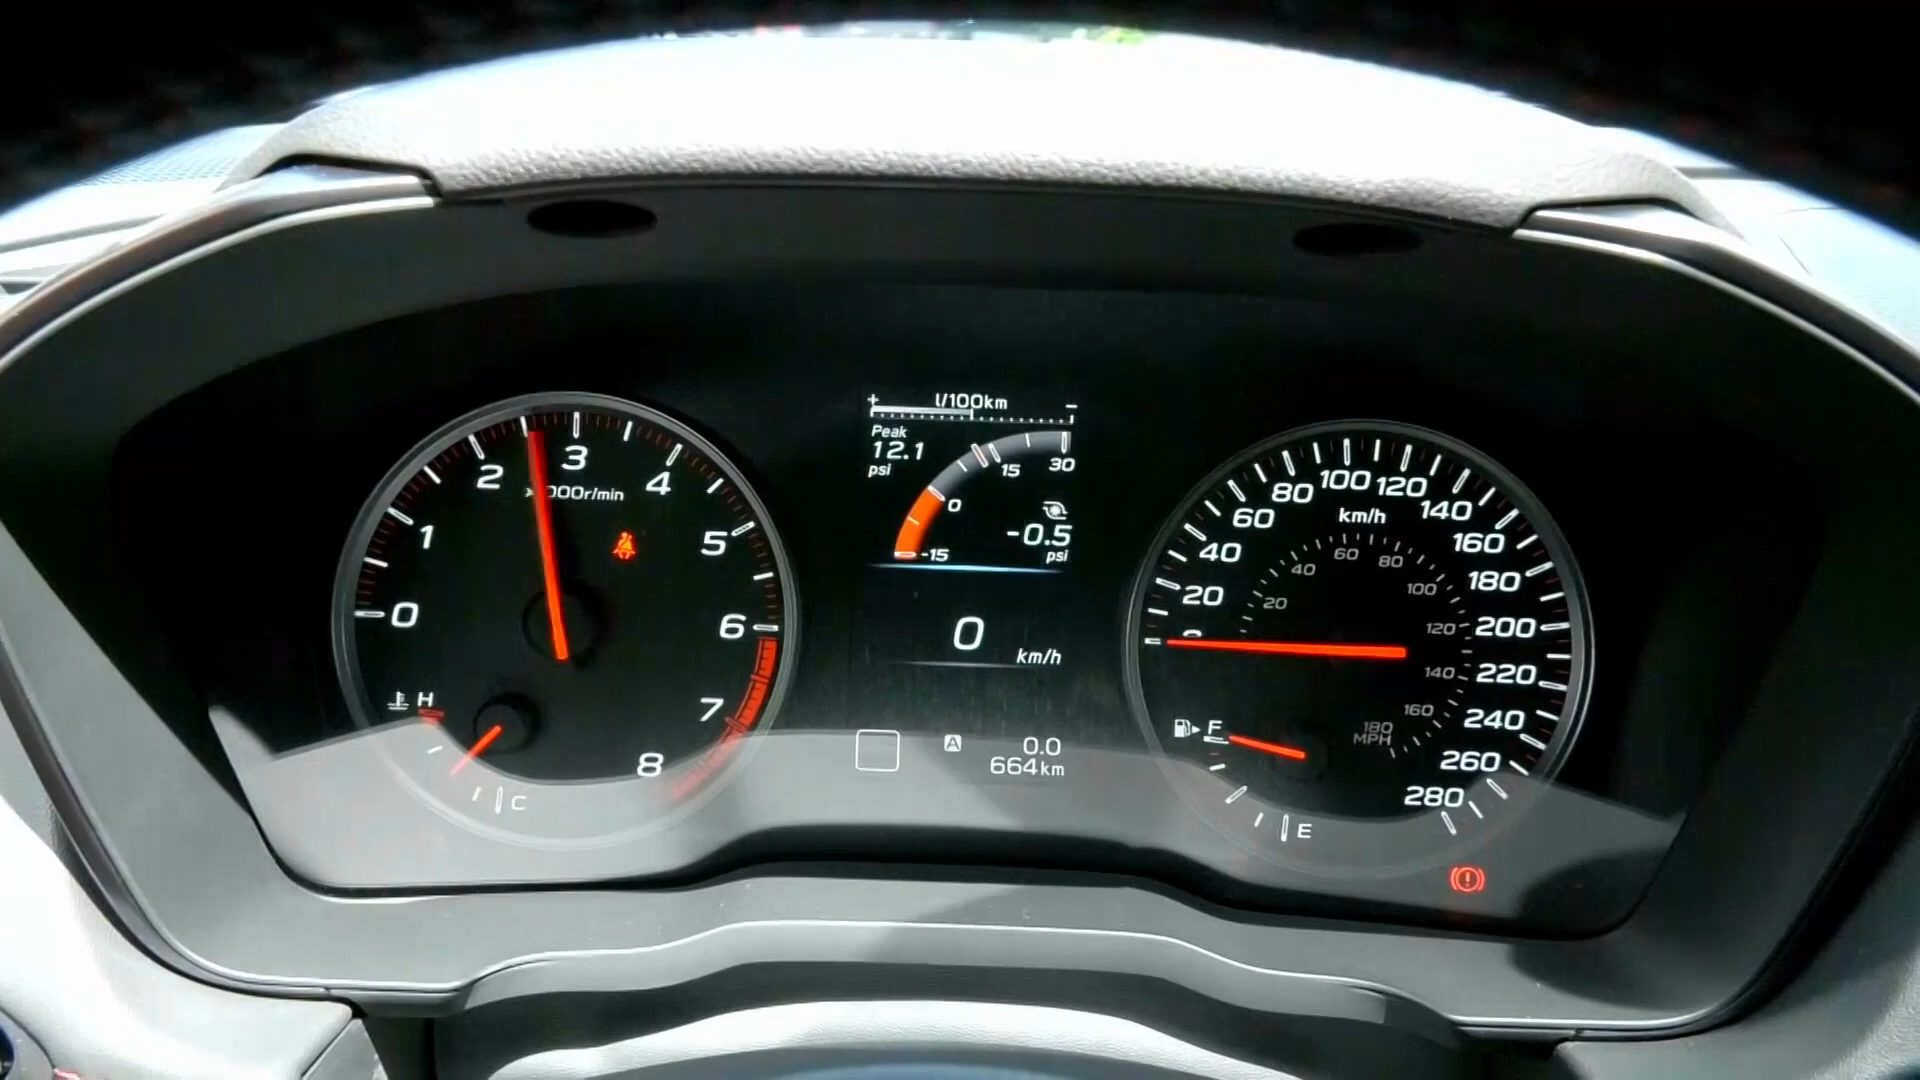 0
1
2
3
4
5
6
7
8
000r/min
H
C
+ l/100km −
Peak
12.1
psi
-15
0
15
30
-0.5
psi
0
km/h
A
0.0
664km
20
40
60
80
100
120
140
160
180
200
220
240
260
280
km/h
20
40
60
80
100
120
140
160
180
MPH
F
E